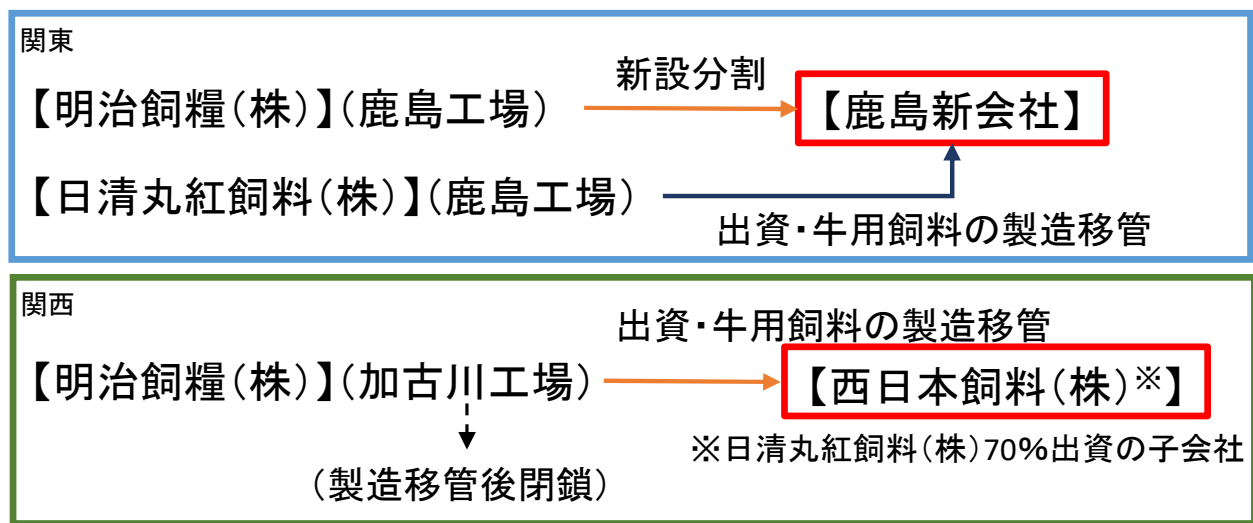 関東
【明治飼糧(株)】(鹿島工場)
新設分割
【鹿島新会社】
【日清丸紅飼料(株)】(鹿島工場)
出資・牛用飼料の製造移管
関西
出資・牛用飼料の製造移管
【明治飼糧(株)】(加古川工場)
【西日本飼料(株)※】
※日清丸紅飼料(株)70%出資の子会社
(製造移管後閉鎖)